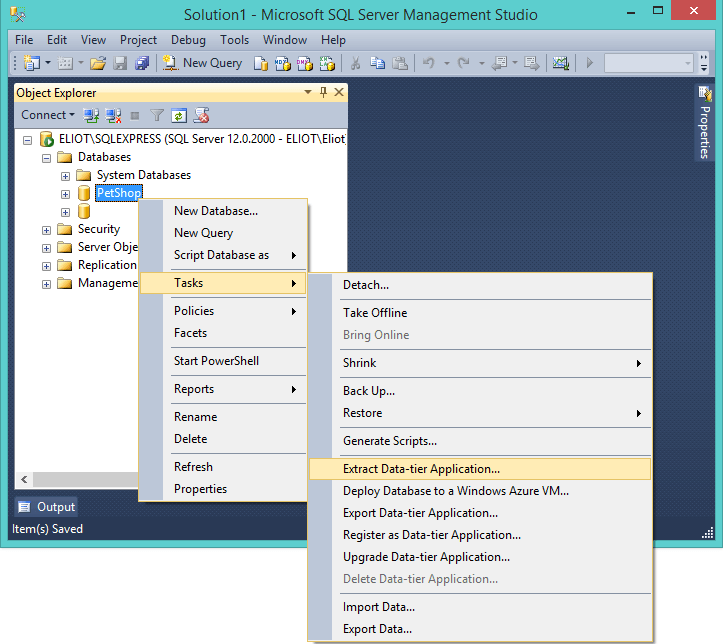 Solution1 - Microsoft SQL Server Management Studio
File Edit View Project Debug Tools Window Help
New Query
Object Explorer
Connect
ELIOT\SQLEXPRESS (SQL Server 12.0.2000 - ELIOT\Eliot
Databases
System Databases
PetShop
Security
Server Obje
Replication
Manageme
New Database...
New Query
Script Database as
Tasks
Policies
Facets
Start PowerShell
Reports
Rename
Delete
Refresh
Properties
Detach...
Take Offline
Bring Online
Shrink
Back Up...
Restore
Generate Scripts...
Extract Data-tier Application...
Deploy Database to a Windows Azure VM...
Export Data-tier Application...
Register as Data-tier Application...
Upgrade Data-tier Application...
Delete Data-tier Application...
Import Data...
Export Data...
Properties
Output
Item(s) Saved